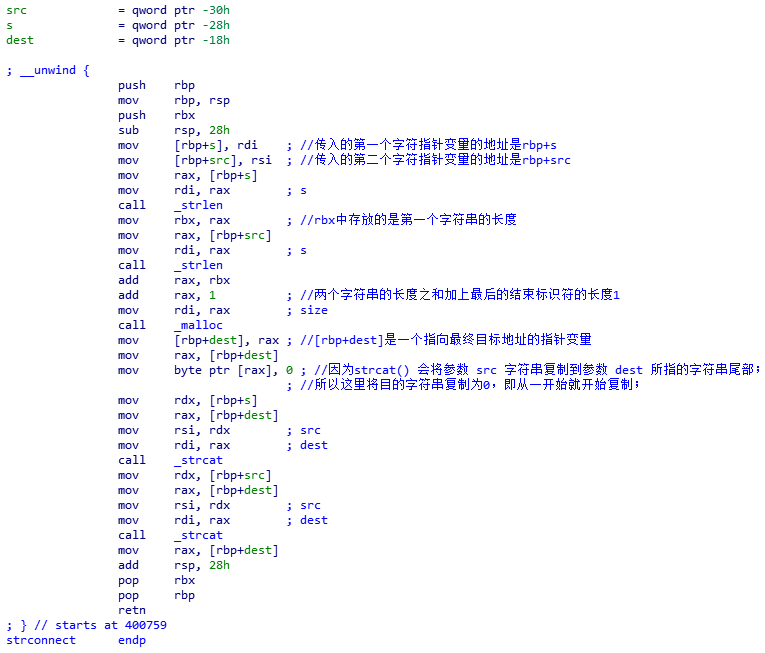 src = qword ptr -30h
s = qword ptr -28h
dest = qword ptr -18h
; __unwind {
push rbp
mov rbp, rsp
push rbx
sub rsp, 28h
mov [rbp+s], rdi ; //传入的第一个字符指针变量的地址是rbp+s
mov [rbp+src], rsi ; //传入的第二个字符指针变量的地址是rbp+src
mov rax, [rbp+s]
mov rdi, rax ; s
call _strlen
mov rbx, rax ; //rbx中存放的是第一个字符串的长度
mov rax, [rbp+src]
mov rdi, rax ; s
call _strlen
add rax, rbx
add rax, 1 ; //两个字符串的长度之和加上最后的结束标识符的长度1
mov rdi, rax ; size
call _malloc
mov [rbp+dest], rax ; //[rbp+dest]是一个指向最终目标地址的指针变量
mov rax, [rbp+dest]
mov byte ptr [rax], 0 ; //因为strcat() 会将参数 src 字符串复制到参数 dest 所指的字符串尾部;
; //所以这里将目的字符串复制为0，即从一开始就开始复制;
mov rdx, [rbp+s]
mov rax, [rbp+dest]
mov rsi, rdx ; src
mov rdi, rax ; dest
call _strcat
mov rdx, [rbp+src]
mov rax, [rbp+dest]
mov rsi, rdx ; src
mov rdi, rax ; dest
call _strcat
mov rax, [rbp+dest]
add rsp, 28h
pop rbx
pop rbp
retn
; } // starts at 400759
strconnect endp